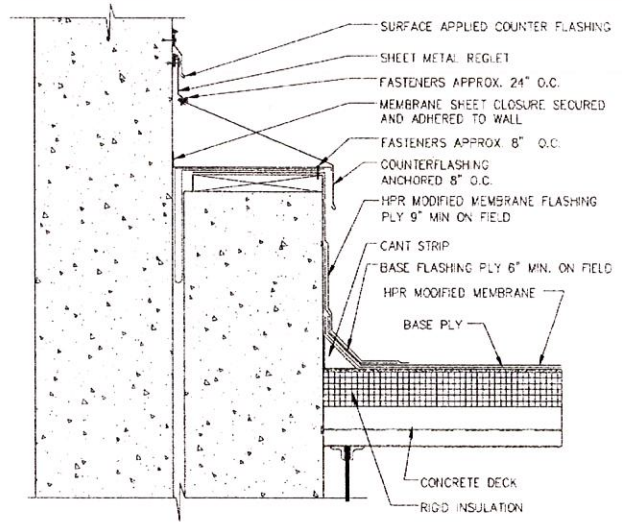 SURFACE APPLIED COUNTER FLASHING
SHEET METAL REGLET
FASTENERS APPROX. 24" O.C.
MEMBRANE SHEET CLOSURE SECURED
AND ADHERED TO WALL
FASTENERS APPROX. 8" O.C.
COUNTERFLASHING
ANCHORED 8" O.C.
HPR MODIFIED MEMBRANE FLASHING
PLY 9" MIN ON FIELD
CANT STRIP
BASE FLASHING PLY 6" MIN. ON FIELD
HPR MODIFIED MEMBRANE
BASE PLY
CONCRETE DECK
RIGID INSULATION